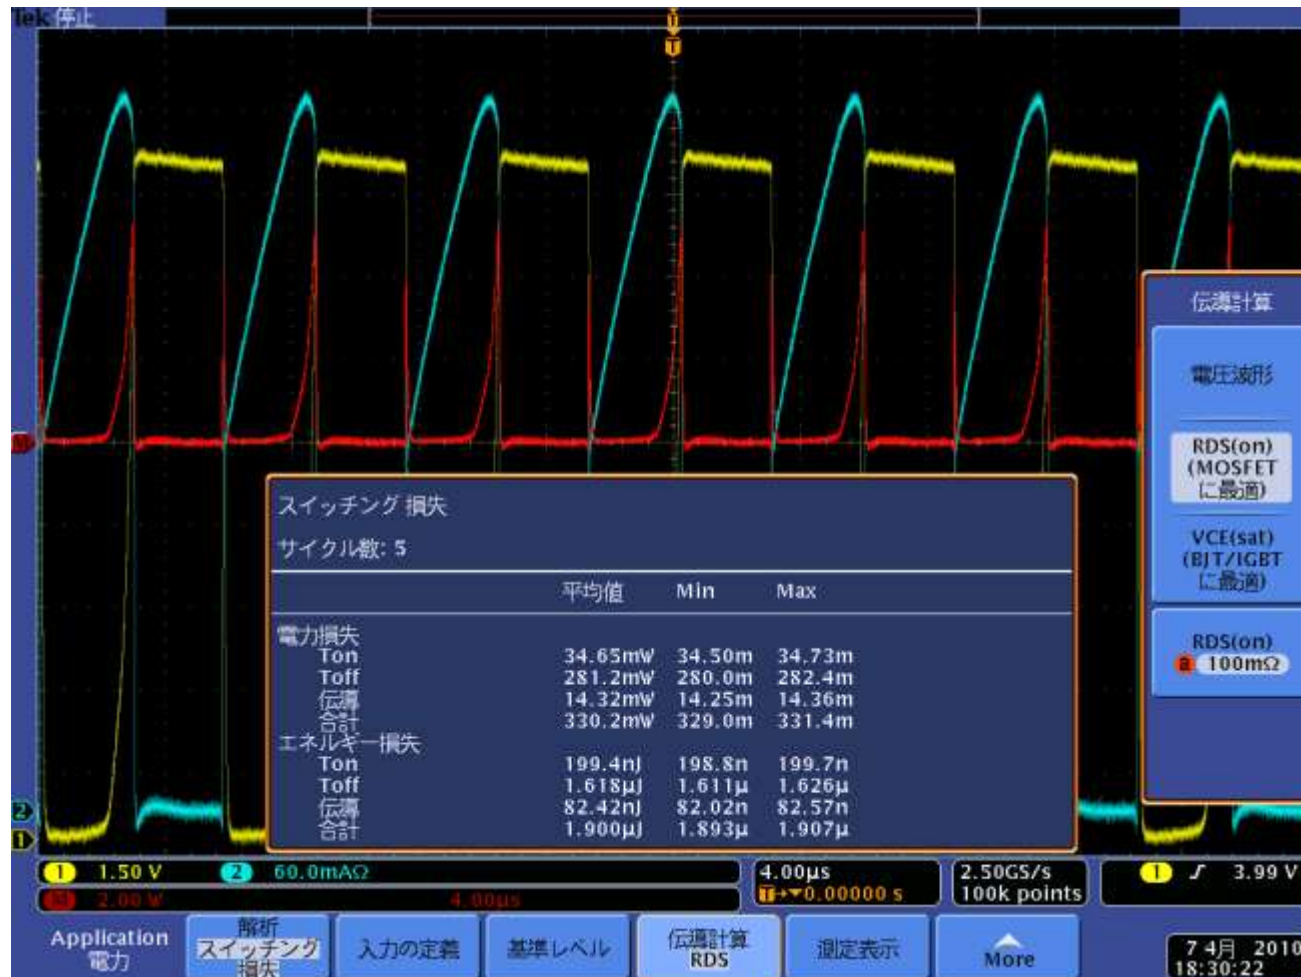 Tek 停止
T
T
伝導計算
電圧波形
M
RDS(on)
(MOSFET
に最適)
スイッチング 損失
サイクル数: 5
VCE(sat)
(BJT/IGBT
に最適)
平均値 Min Max
電力損失
RDS(on)
a 100mΩ
Ton 34.65mW 34.50m 34.73m
Toff 281.2mW 280.0m 282.4m
伝導 14.32mW 14.25m 14.36m
合計 330.2mW 329.0m 331.4m
エネルギー損失
Ton 199.4nJ 198.8n 199.7n
Toff 1.618µJ 1.611µ 1.626µ
伝導 82.42nJ 82.02n 82.57n
合計 1.900µJ 1.893µ 1.907µ
2
1
1 1.50 V 2 60.0mAΩ 4.00µs 2.50GS/s 1 3.99 V
M 2.00 W 4.00µs T→▼0.00000 s 100k points
Application
電力
解析
スイッチング
損失
入力の定義
基準レベル
伝導計算
RDS
測定表示
More
7 4月 2010
18:30:22